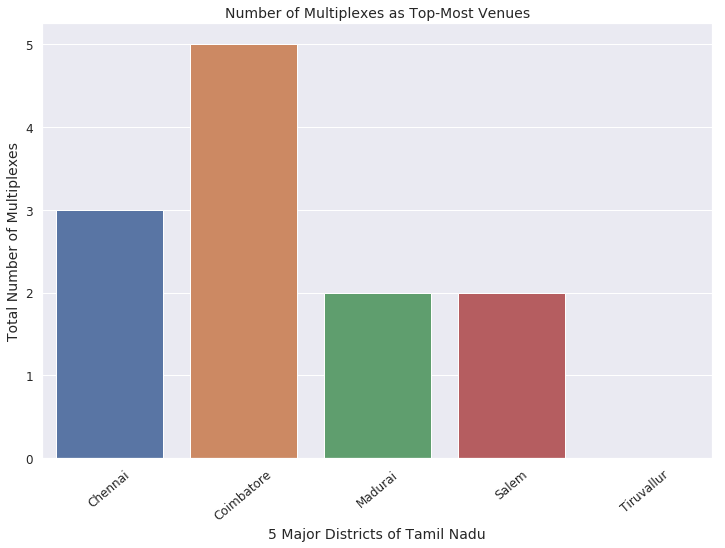 Number of Multiplexes as Top-Most Venues
Total Number of Multiplexes
5
4
3
2
1
0
Chennai
Coimbatore
Madurai
Salem
Tiruvallur
5 Major Districts of Tamil Nadu